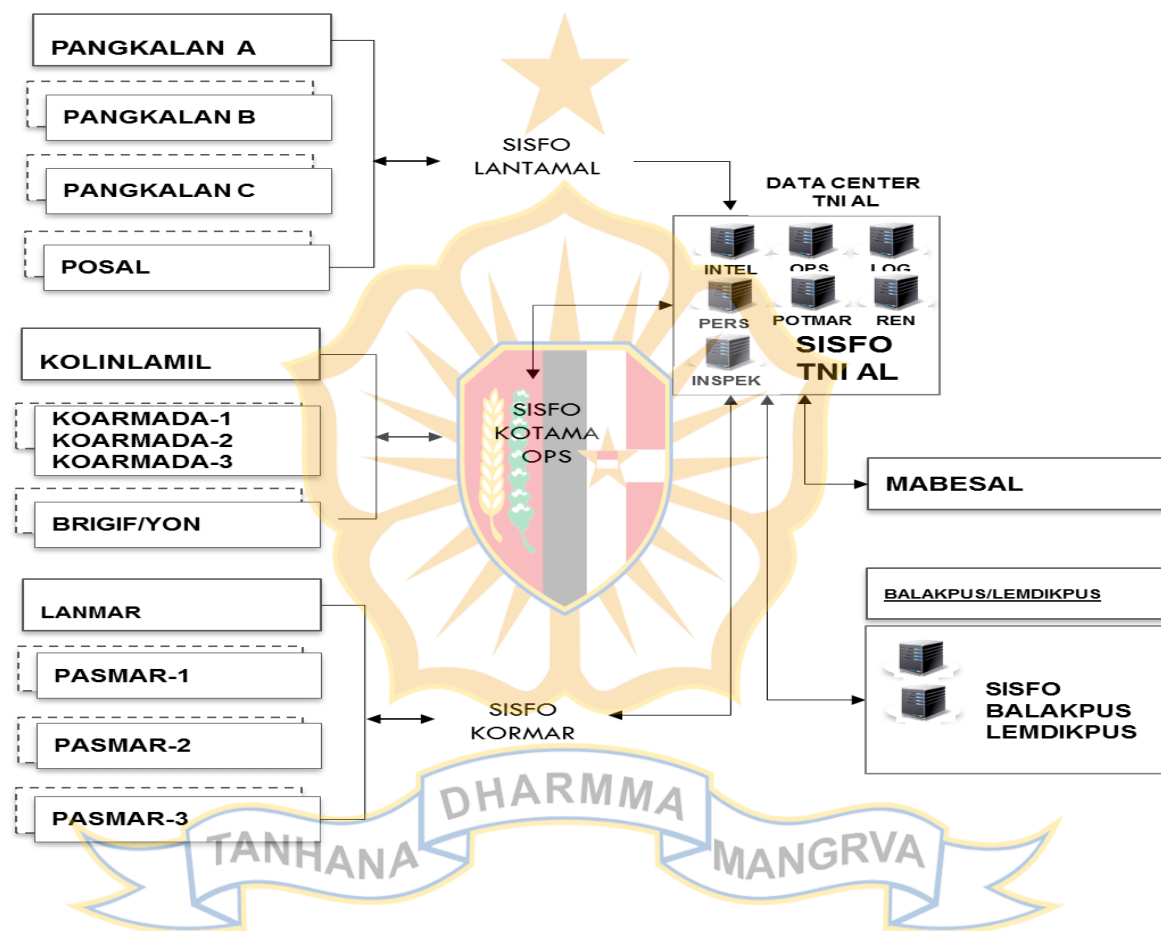 PANGKALAN A
PANGKALAN B
PANGKALAN C
POSAL
SISFO
LANTAMAL
DATA CENTER
TNI AL
INTEL OPS LOG
PERS POTMAR REN
INSPEK
SISFO
TNI AL
KOLINLAMIL
KOARMADA-1
KOARMADA-2
KOARMADA-3
BRIGIF/YON
SISFO
KOTAMA
OPS
MABESAL
BALAKPUS/LEMDIKPUS
SISFO
BALAKPUS
LEMDIKPUS
LANMAR
PASMAR-1
PASMAR-2
PASMAR-3
SISFO
KORMAR
TANHANA DHARMMA MANGRVA